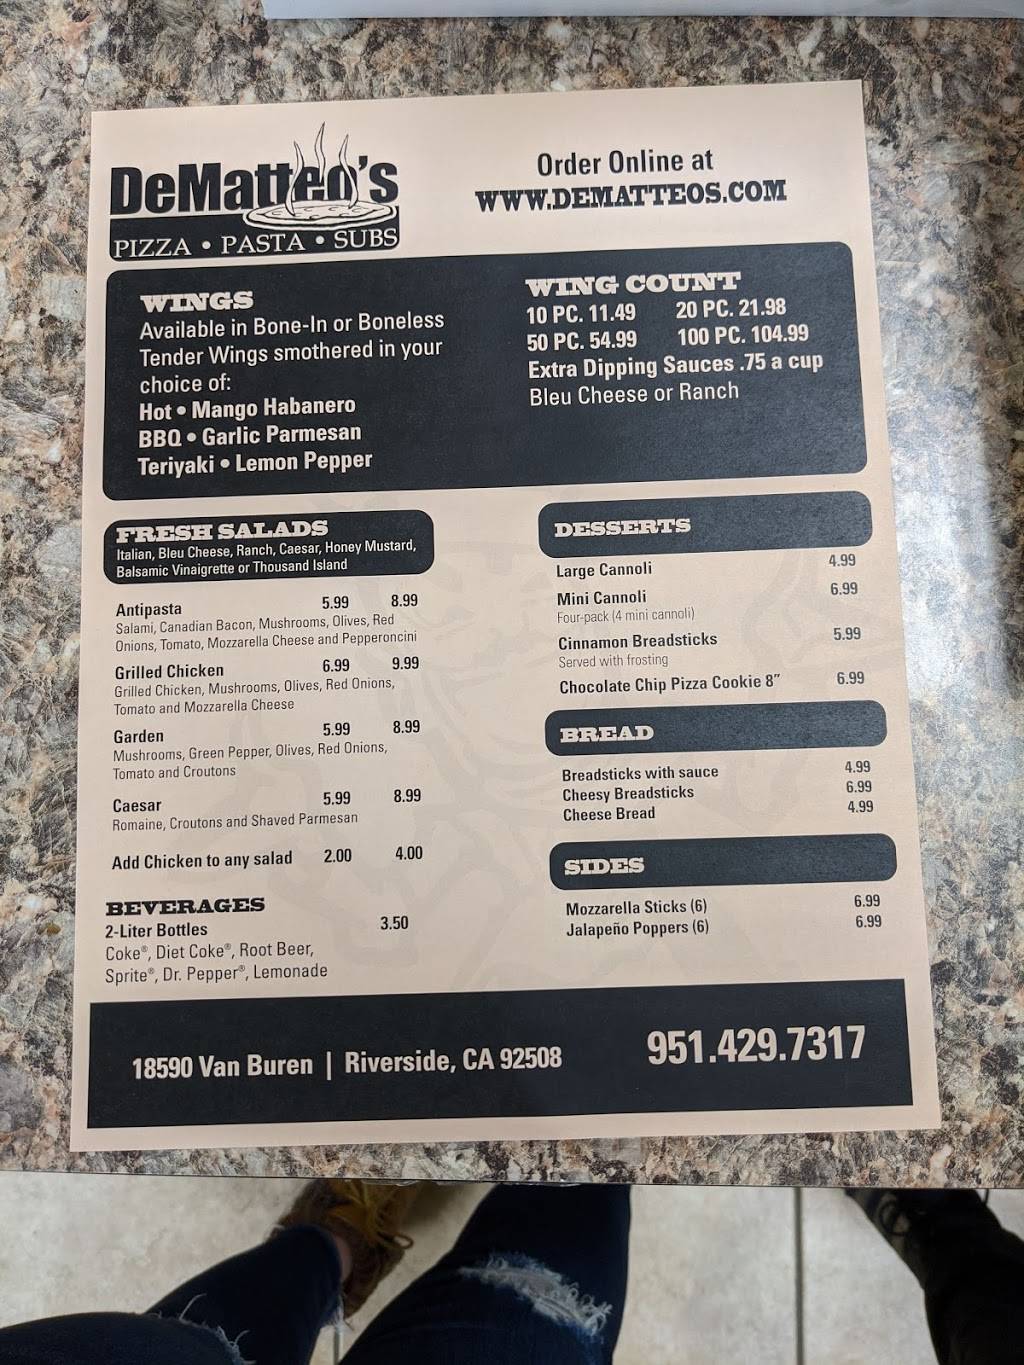 DeMatteo's
PIZZA • PASTA • SUBS
Order Online at
WWW.DEMATTEOS.COM
WINGS
Available in Bone-In or Boneless
Tender Wings smothered in your
choice of:
Hot • Mango Habanero
BBQ • Garlic Parmesan
Teriyaki • Lemon Pepper
WING COUNT
10 PC. 11.49 20 PC. 21.98
50 PC. 54.99 100 PC. 104.99
Extra Dipping Sauces .75 a cup
Bleu Cheese or Ranch
FRESH SALADS
Italian, Bleu Cheese, Ranch, Caesar, Honey Mustard,
Balsamic Vinaigrette or Thousand Island
Antipasta 5.99 8.99
Salami, Canadian Bacon, Mushrooms, Olives, Red
Onions, Tomato, Mozzarella Cheese and Pepperoncini
Grilled Chicken 6.99 9.99
Grilled Chicken, Mushrooms, Olives, Red Onions,
Tomato and Mozzarella Cheese
Garden 5.99 8.99
Mushrooms, Green Pepper, Olives, Red Onions,
Tomato and Croutons
Caesar 5.99 8.99
Romaine, Croutons and Shaved Parmesan
Add Chicken to any salad 2.00 4.00
BEVERAGES
2-Liter Bottles 3.50
Coke®, Diet Coke®, Root Beer,
Sprite®, Dr. Pepper®, Lemonade
DESSERTS
Large Cannoli 4.99
Mini Cannoli 6.99
Four-pack (4 mini cannoli)
Cinnamon Breadsticks 5.99
Served with frosting
Chocolate Chip Pizza Cookie 8" 6.99
BREAD
Breadsticks with sauce 4.99
Cheesy Breadsticks 6.99
Cheese Bread 4.99
SIDES
Mozzarella Sticks (6) 6.99
Jalapeño Poppers (6) 6.99
18590 Van Buren | Riverside, CA 92508
951.429.7317